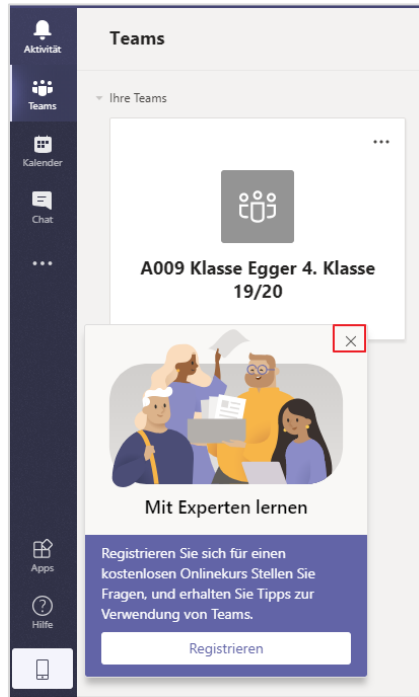 Aktivität
Teams
Kalender
Chat
Apps
Hilfe
Teams
Ihre Teams
A009 Klasse Egger 4. Klasse
19/20
Mit Experten lernen
Registrieren Sie sich für einen
kostenlosen Onlinekurs Stellen Sie
Fragen, und erhalten Sie Tipps zur
Verwendung von Teams.
Registrieren